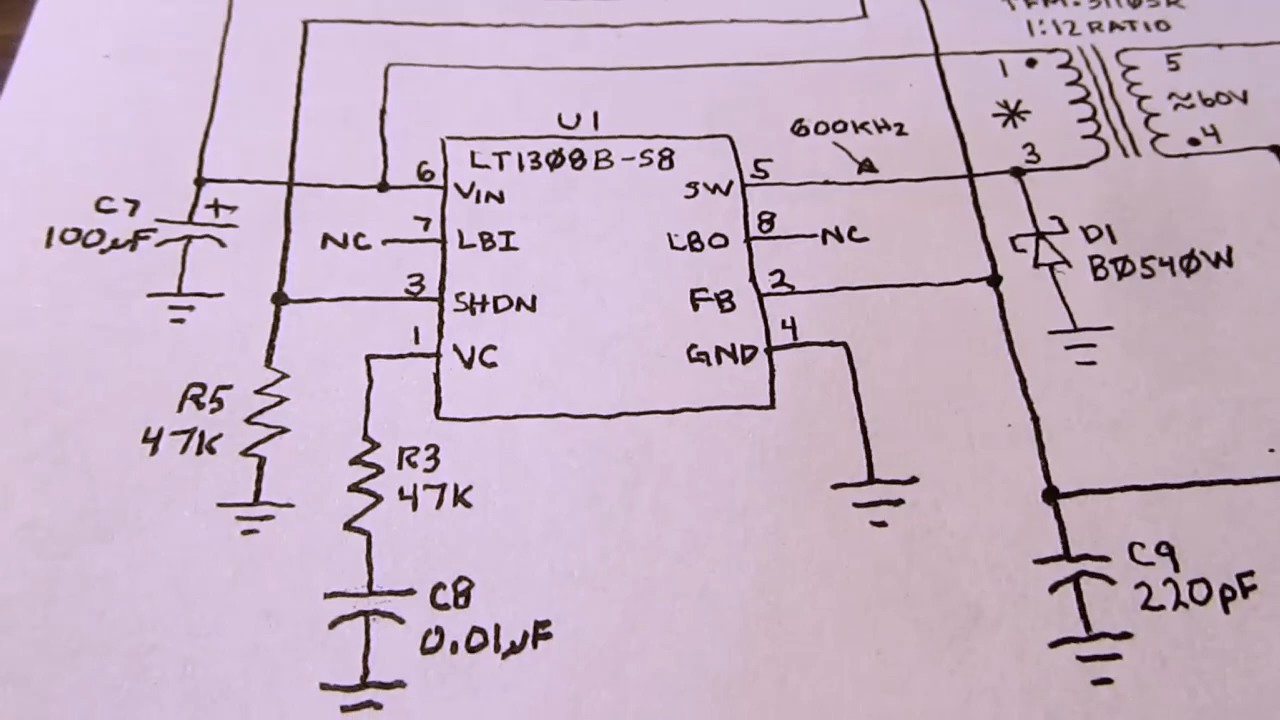 1:12 RATIO
1
5
≈60V
4
3
600KHZ
U1
LT1308B-S8
6
VIN
5
SW
C7
+
100µF
NC
7
LBI
8
LBO
NC
D1
B0540W
3
SHDN
2
FB
1
VC
4
GND
R5
47K
R3
47K
C8
0.01µF
C9
220pF